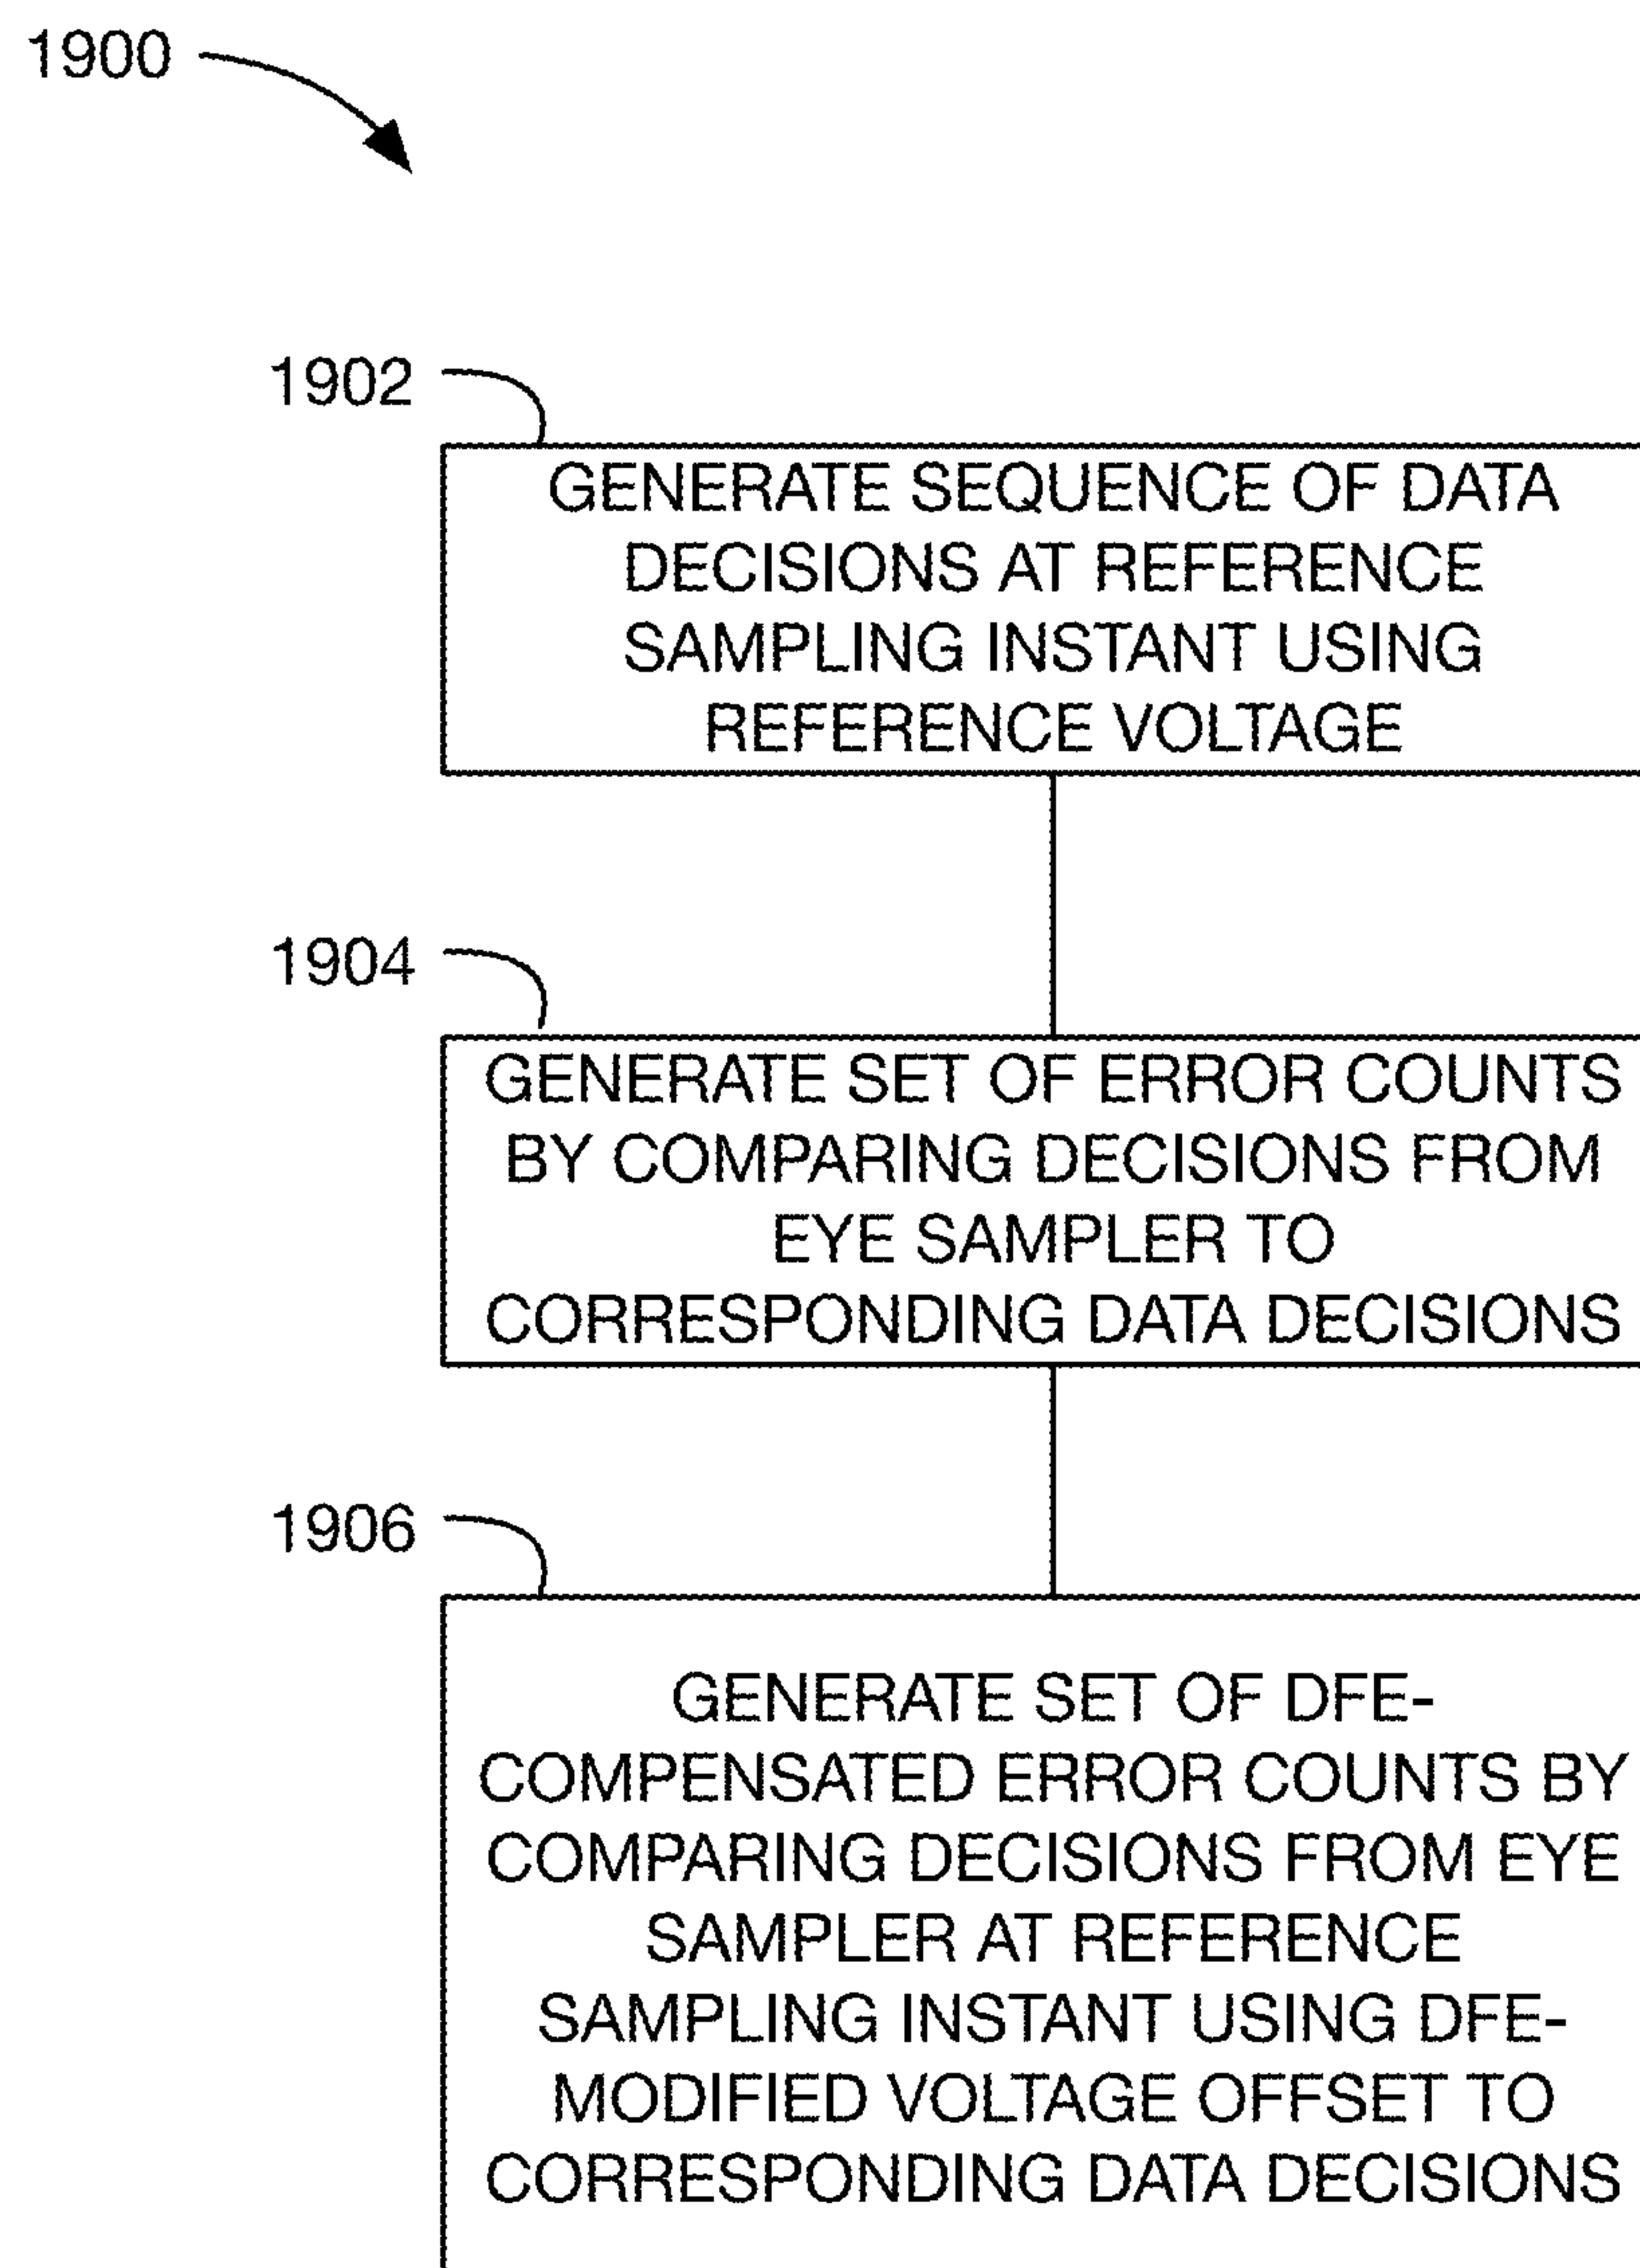 1900
1902
GENERATE SEQUENCE OF DATA
DECISIONS AT REFERENCE
SAMPLING INSTANT USING
REFERENCE VOLTAGE
1904
GENERATE SET OF ERROR COUNTS
BY COMPARING DECISIONS FROM
EYE SAMPLER TO
CORRESPONDING DATA DECISIONS
1906
GENERATE SET OF DFE-
COMPENSATED ERROR COUNTS BY
COMPARING DECISIONS FROM EYE
SAMPLER AT REFERENCE
SAMPLING INSTANT USING DFE-
MODIFIED VOLTAGE OFFSET TO
CORRESPONDING DATA DECISIONS